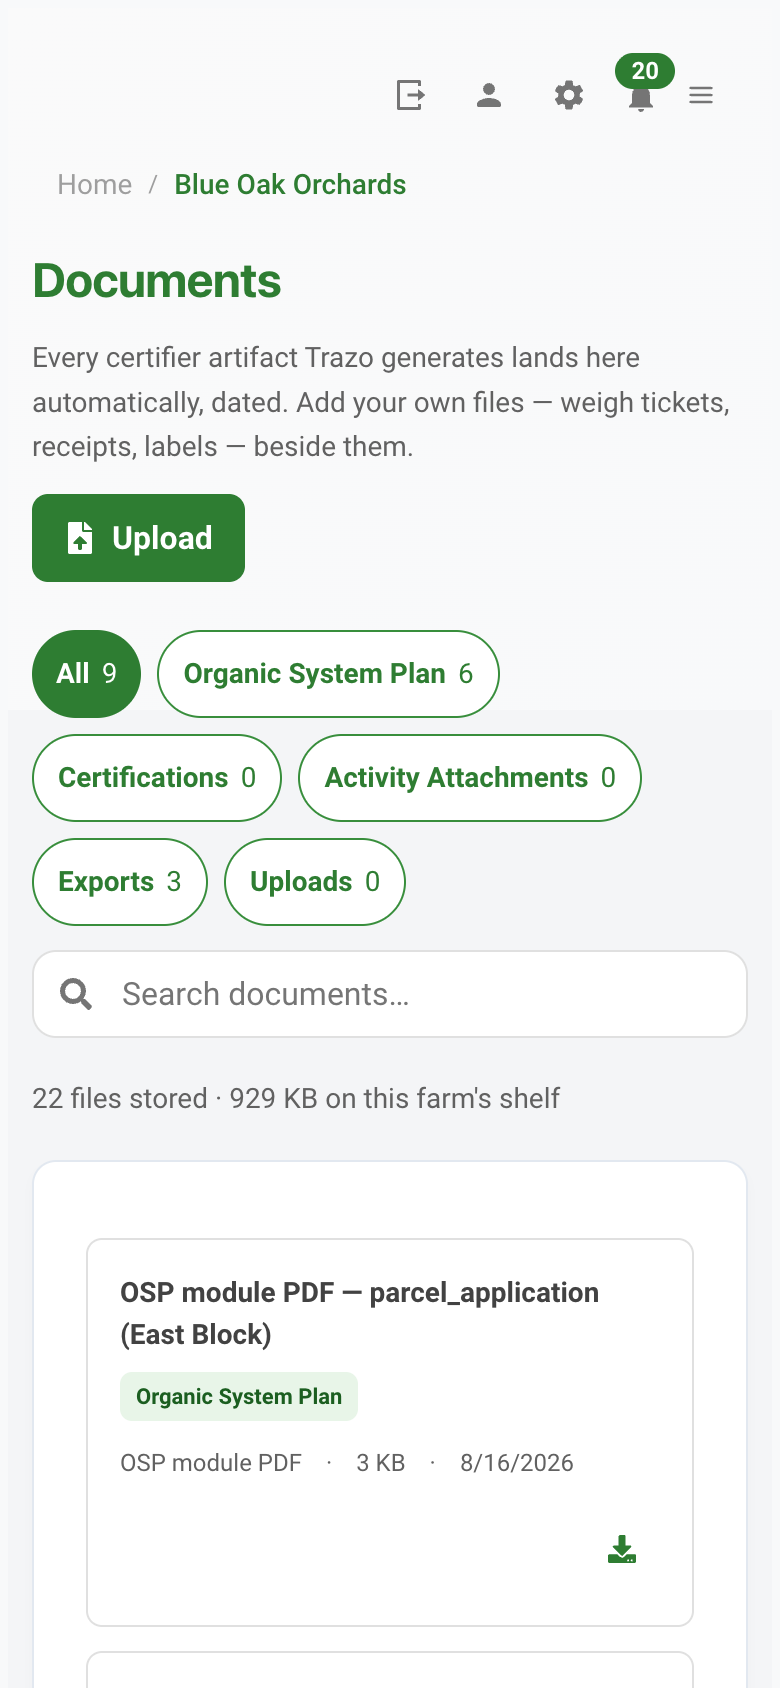 20
Home / Blue Oak Orchards
Documents
Every certifier artifact Trazo generates lands here
automatically, dated. Add your own files — weigh tickets,
receipts, labels — beside them.
Upload
All 9
Organic System Plan 6
Certifications 0
Activity Attachments 0
Exports 3
Uploads 0
Search documents…
22 files stored · 929 KB on this farm's shelf
OSP module PDF — parcel_application
(East Block)
Organic System Plan
OSP module PDF · 3 KB · 8/16/2026